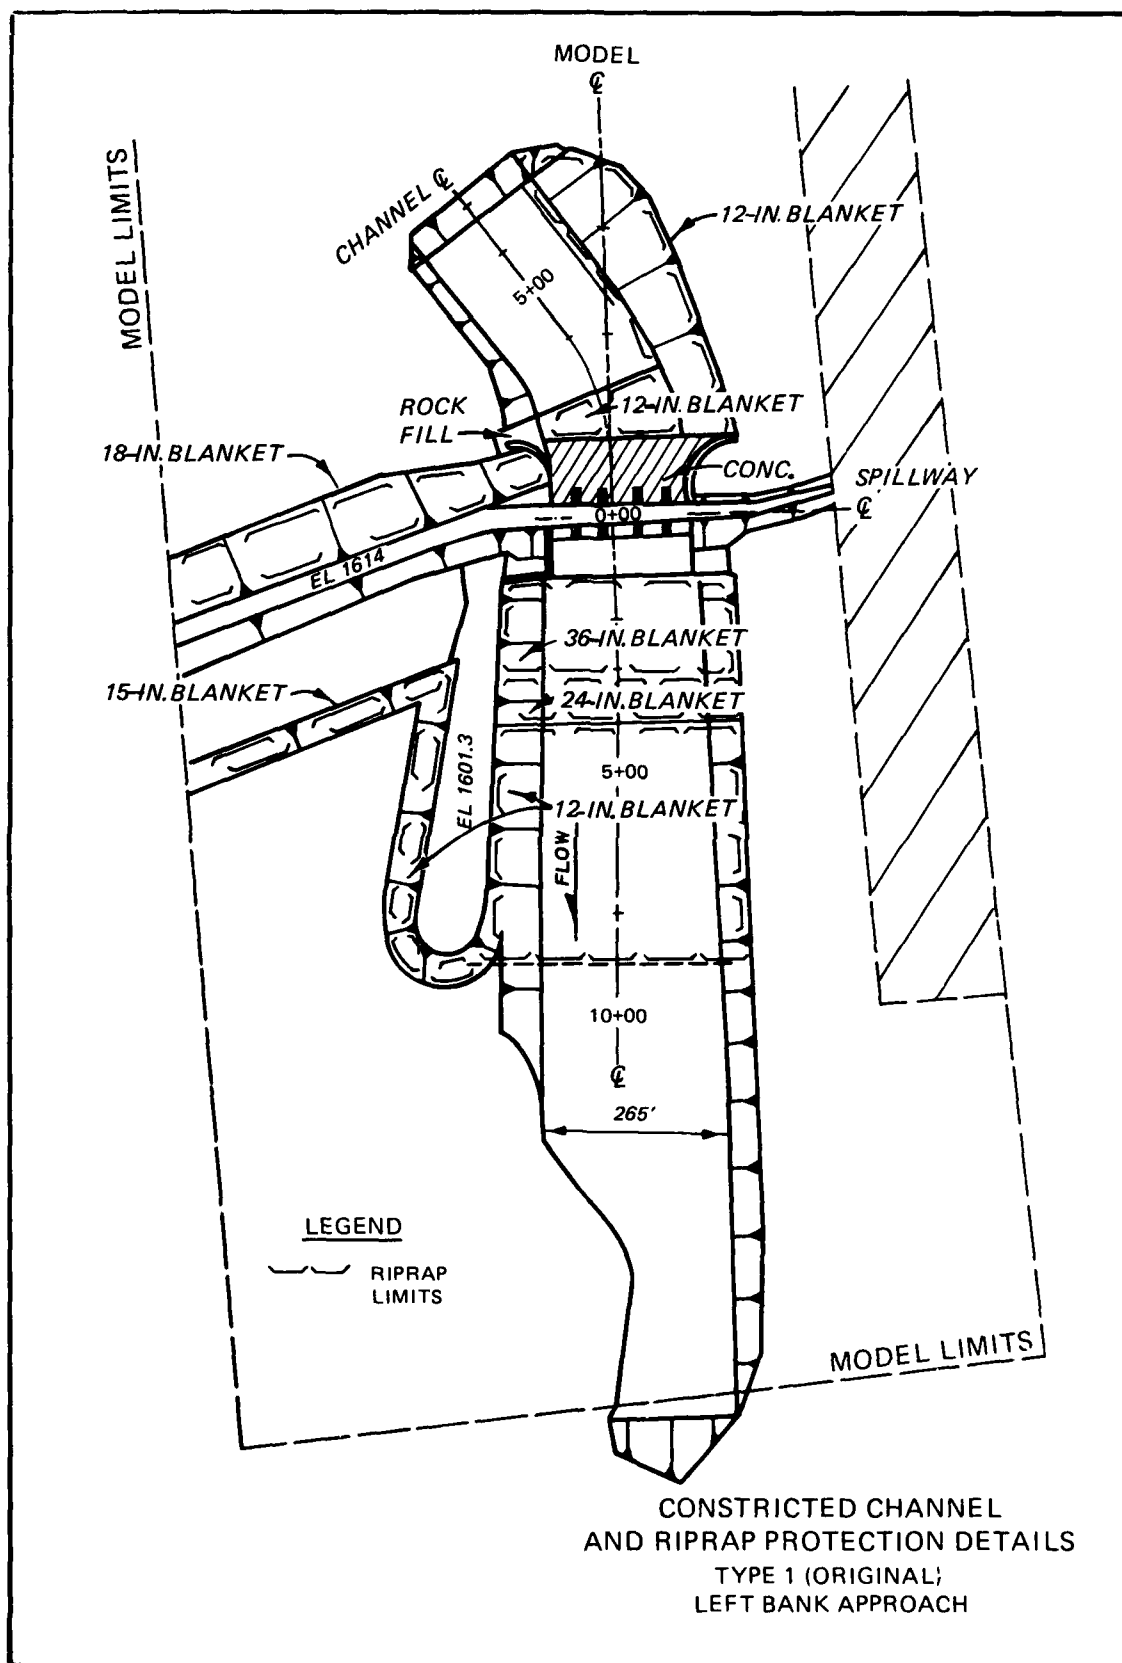 MODEL
℄
MODEL LIMITS
CHANNEL ℄
12-IN. BLANKET
5+00
ROCK
FILL
12-IN. BLANKET
18-IN. BLANKET
CONC.
SPILLWAY
℄
0+00
EL 1614
36-IN. BLANKET
15-IN. BLANKET
24-IN. BLANKET
EL 1601.3
5+00
12-IN. BLANKET
FLOW
10+00
℄
265'
LEGEND
RIPRAP
LIMITS
MODEL LIMITS
CONSTRICTED CHANNEL
AND RIPRAP PROTECTION DETAILS
TYPE 1 (ORIGINAL;
LEFT BANK APPROACH